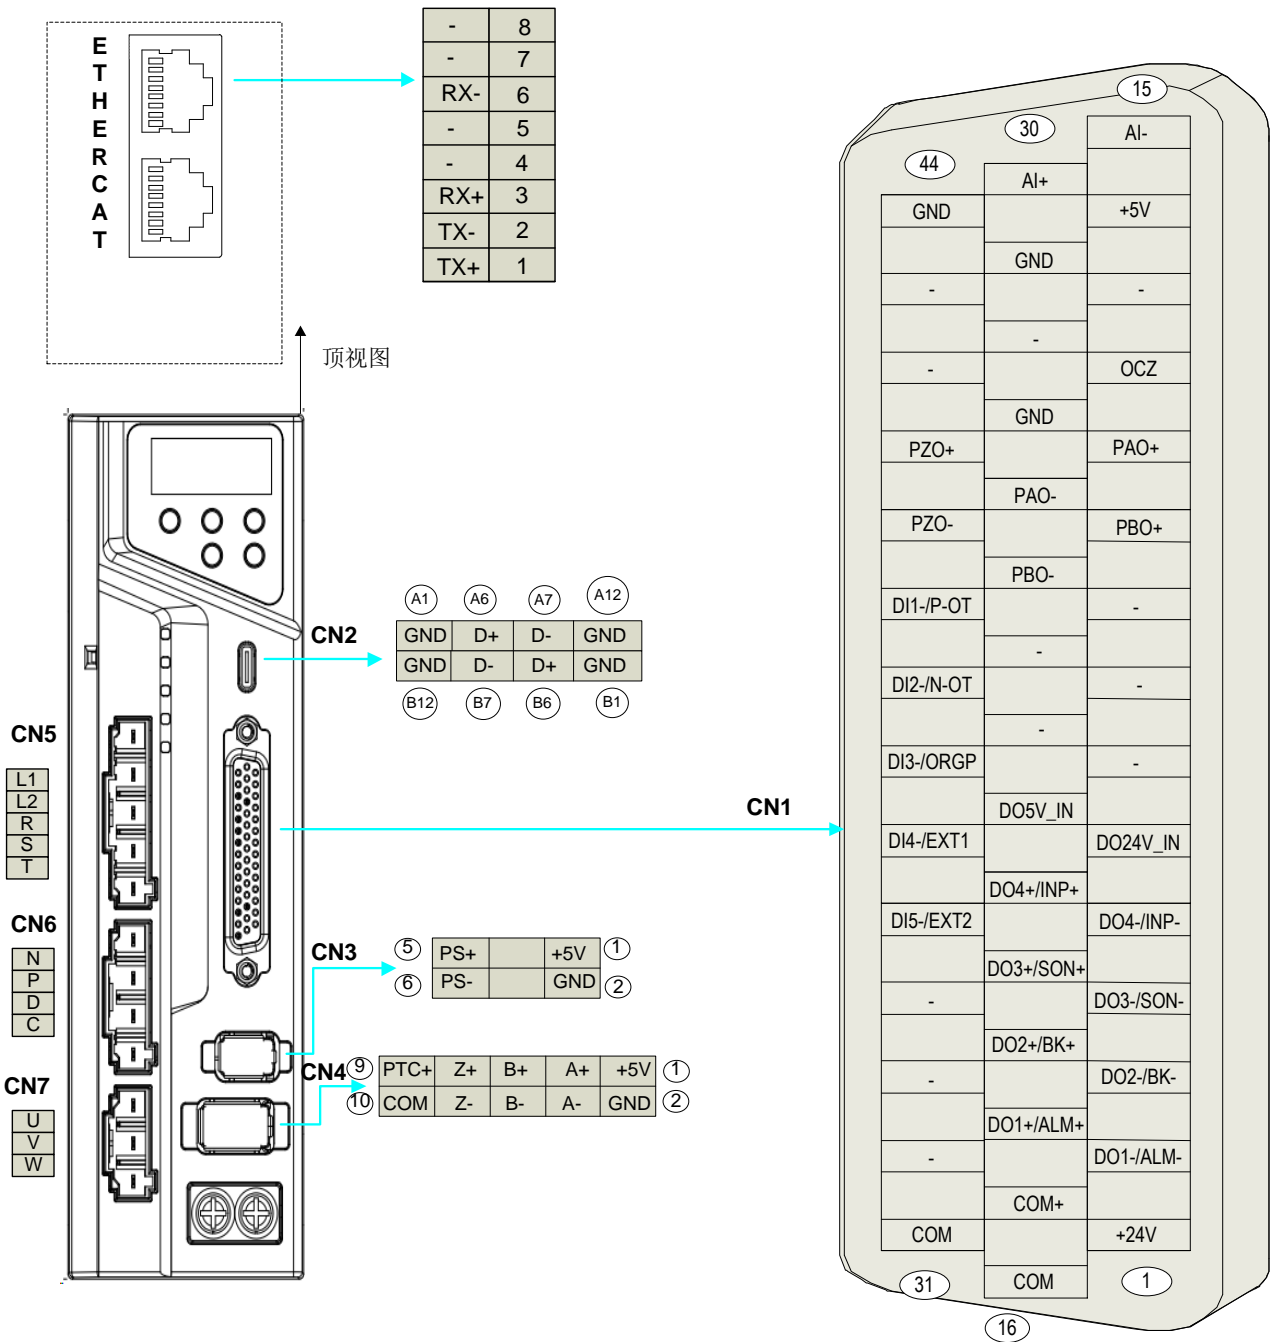 ETHERCAT
- 8
- 7
RX- 6
- 5
- 4
RX+ 3
TX- 2
TX+ 1
顶视图
CN2
A1 A6 A7 A12
GND D+ D- GND
GND D- D+ GND
B12 B7 B6 B1
CN5
L1
L2
R
S
T
CN6
N
P
D
C
CN7
U
V
W
CN3
5 PS+ +5V 1
6 PS- GND 2
CN4
9 PTC+ Z+ B+ A+ +5V 1
10 COM Z- B- A- GND 2
CN1
15
30
44
AI-
AI+
GND +5V
GND
- -
-
- OCZ
GND
PZO+ PAO+
PAO-
PZO- PBO+
PBO-
DI1-/P-OT -
-
DI2-/N-OT -
-
DI3-/ORGP -
DO5V_IN
DI4-/EXT1 DO24V_IN
DO4+/INP+
DI5-/EXT2 DO4-/INP-
DO3+/SON+
- DO3-/SON-
DO2+/BK+
- DO2-/BK-
DO1+/ALM+
- DO1-/ALM-
COM+
COM +24V
COM
31 1
16